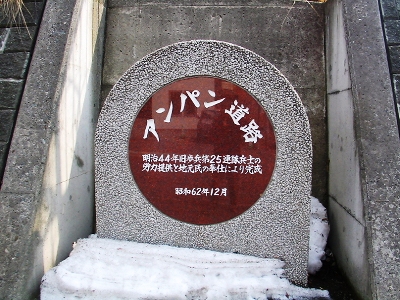 アンパン道路
明治44年旧歩兵第25連隊兵士の
労力提供と地元民の奉仕により完成
昭和62年12月